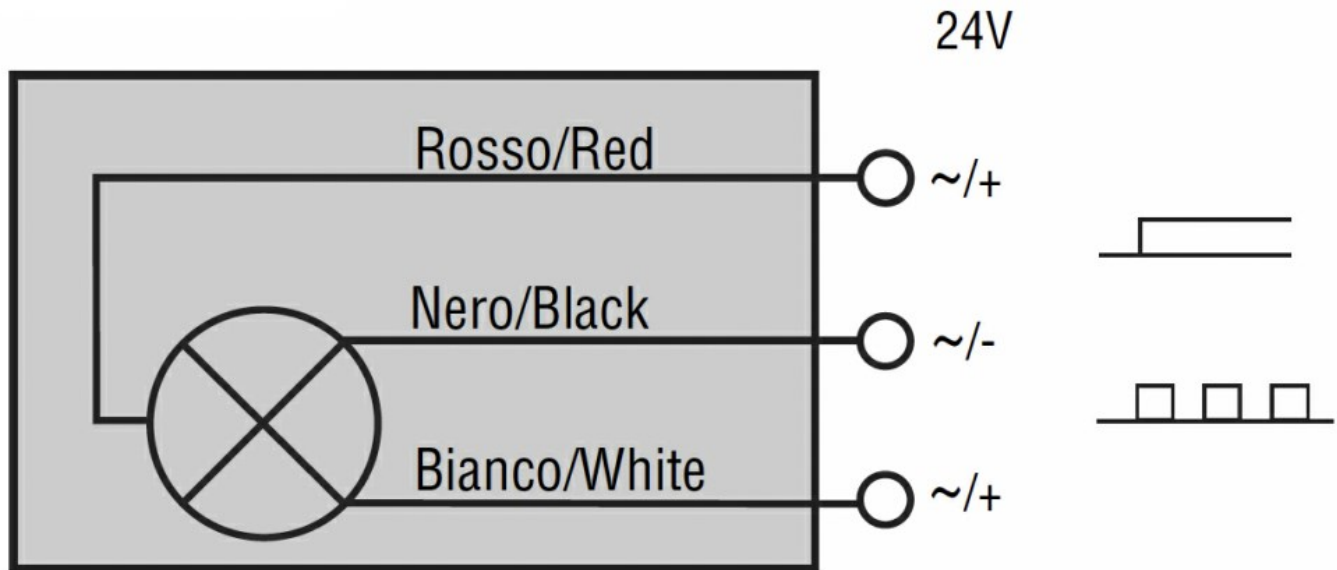 24V
Rosso/Red
~/+
Nero/Black
~/-
Bianco/White
~/+